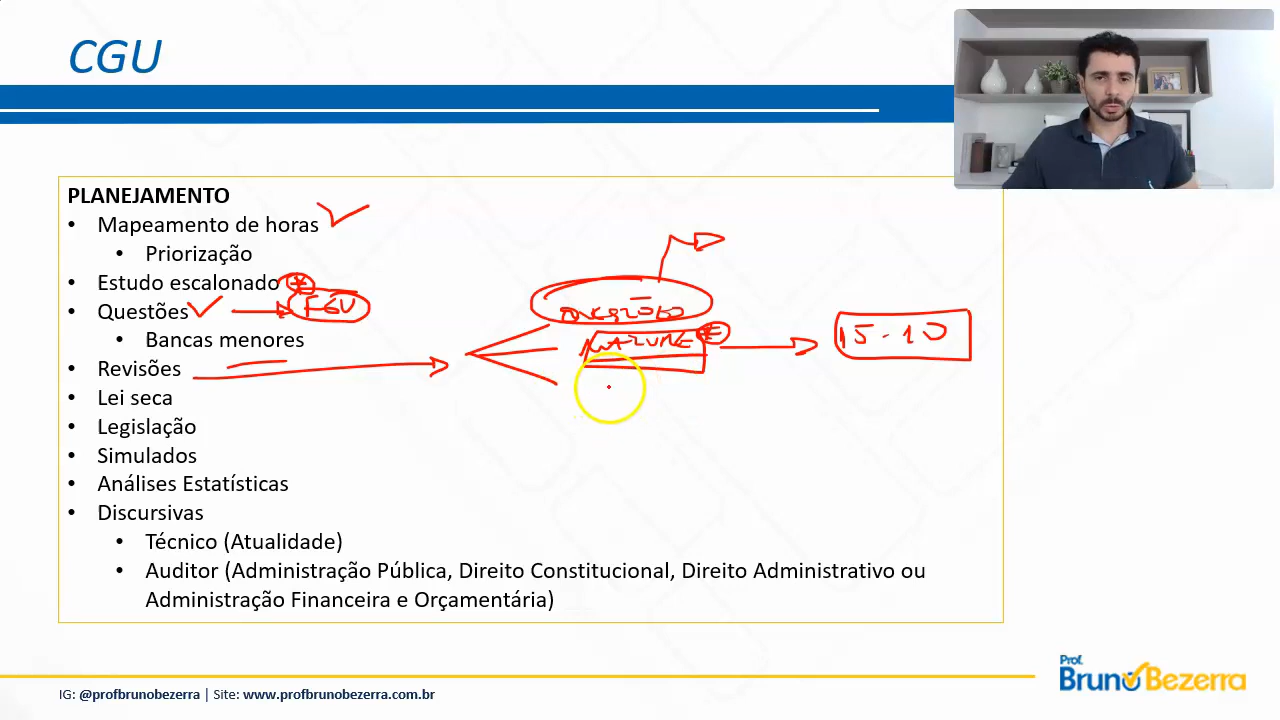 CGU
PLANEJAMENTO
• Mapeamento de horas
• Priorização
• Estudo escalonado
• Questões → FGV
• Bancas menores
• Revisões
15-10
• Lei seca
• Legislação
• Simulados
• Análises Estatísticas
• Discursivas
• Técnico (Atualidade)
• Auditor (Administração Pública, Direito Constitucional, Direito Administrativo ou
Administração Financeira e Orçamentária)
IG: @profbrunobezerra | Site: www.profbrunobezerra.com.br
Prof.
Bruno Bezerra